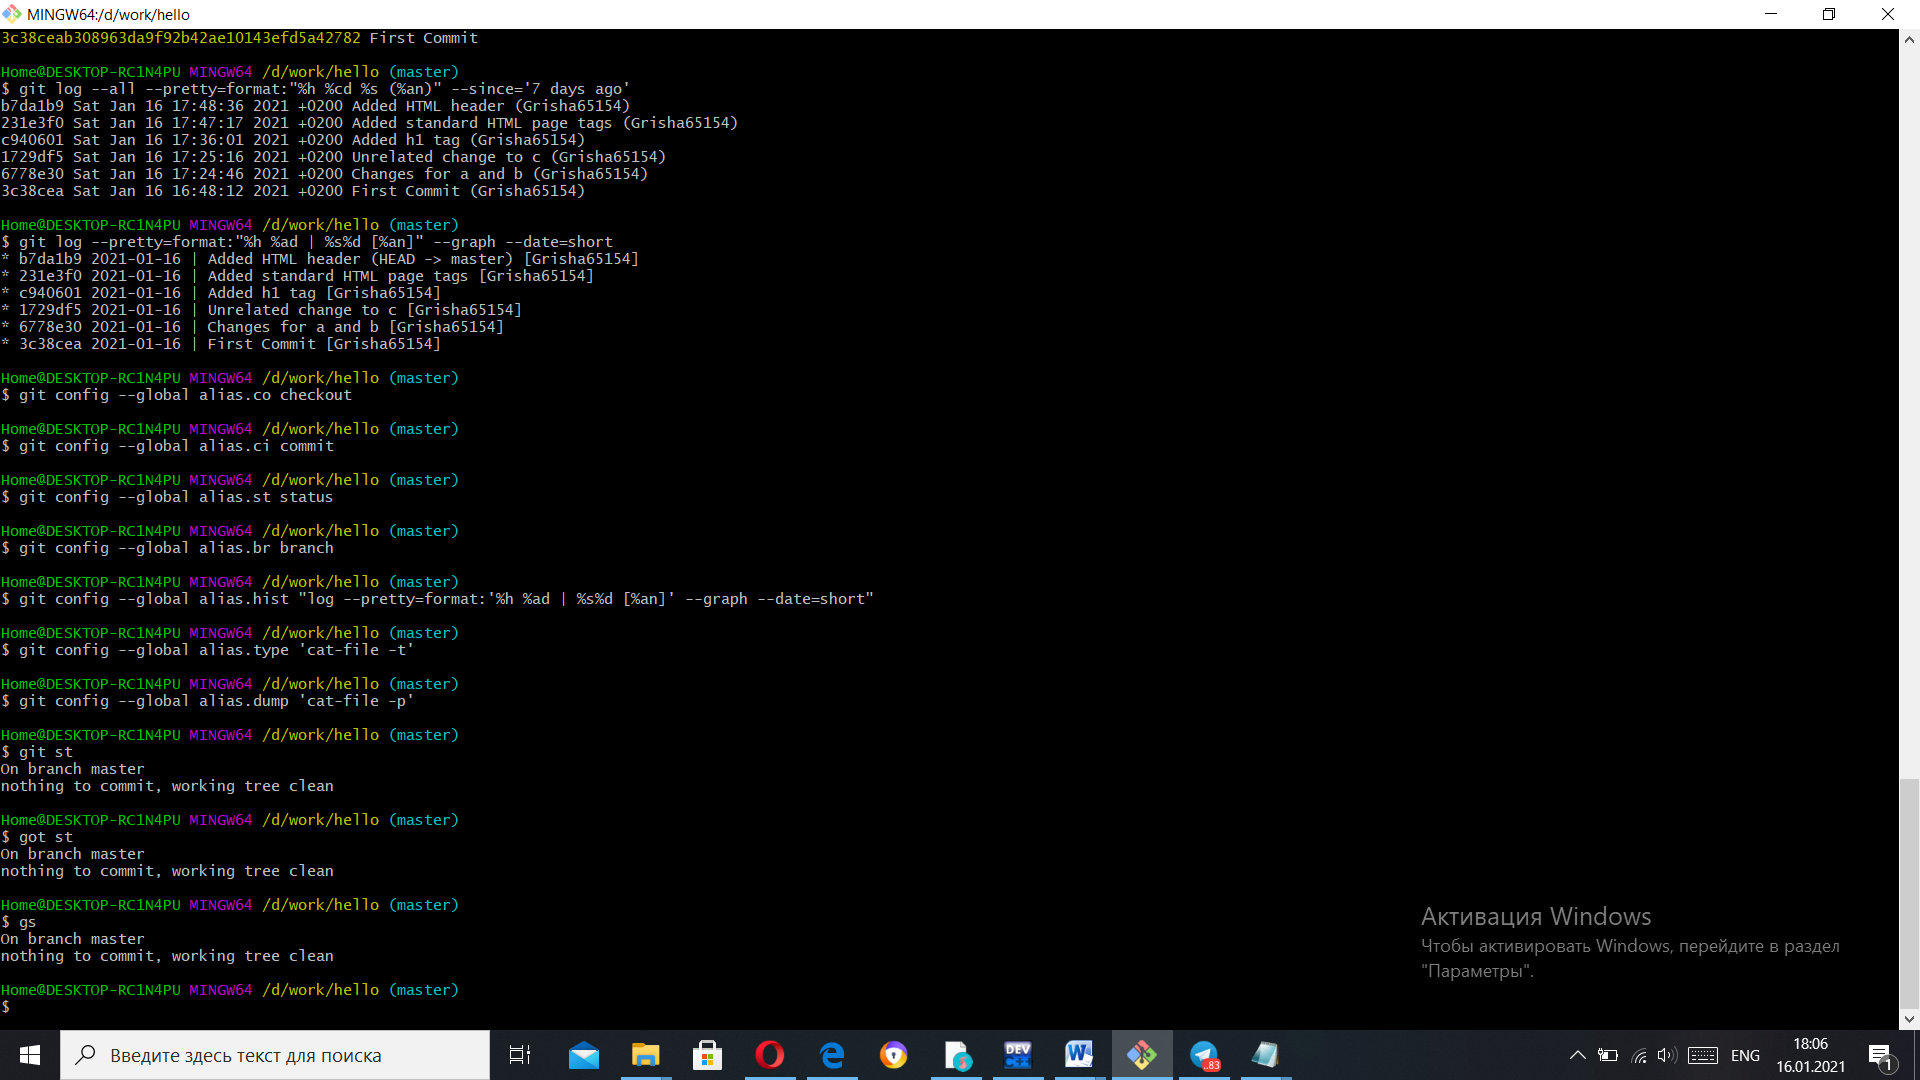 MINGW64:/d/work/hello
3c38ceab308963da9f92b42ae10143efd5a42782 First Commit
Home@DESKTOP-RC1N4PU MINGW64 /d/work/hello (master)
$ git log --all --pretty=format:"%h %cd %s (%an)" --since='7 days ago'
b7da1b9 Sat Jan 16 17:48:36 2021 +0200 Added HTML header (Grisha65154)
231e3f0 Sat Jan 16 17:47:17 2021 +0200 Added standard HTML page tags (Grisha65154)
c940601 Sat Jan 16 17:36:01 2021 +0200 Added h1 tag (Grisha65154)
1729df5 Sat Jan 16 17:25:16 2021 +0200 Unrelated change to c (Grisha65154)
6778e30 Sat Jan 16 17:24:46 2021 +0200 Changes for a and b (Grisha65154)
3c38cea Sat Jan 16 16:48:12 2021 +0200 First Commit (Grisha65154)
Home@DESKTOP-RC1N4PU MINGW64 /d/work/hello (master)
$ git log --pretty=format:"%h %ad | %s%d [%an]" --graph --date=short
* b7da1b9 2021-01-16 | Added HTML header (HEAD -> master) [Grisha65154]
* 231e3f0 2021-01-16 | Added standard HTML page tags [Grisha65154]
* c940601 2021-01-16 | Added h1 tag [Grisha65154]
* 1729df5 2021-01-16 | Unrelated change to c [Grisha65154]
* 6778e30 2021-01-16 | Changes for a and b [Grisha65154]
* 3c38cea 2021-01-16 | First Commit [Grisha65154]
Home@DESKTOP-RC1N4PU MINGW64 /d/work/hello (master)
$ git config --global alias.co checkout
Home@DESKTOP-RC1N4PU MINGW64 /d/work/hello (master)
$ git config --global alias.ci commit
Home@DESKTOP-RC1N4PU MINGW64 /d/work/hello (master)
$ git config --global alias.st status
Home@DESKTOP-RC1N4PU MINGW64 /d/work/hello (master)
$ git config --global alias.br branch
Home@DESKTOP-RC1N4PU MINGW64 /d/work/hello (master)
$ git config --global alias.hist "log --pretty=format:'%h %ad | %s%d [%an]' --graph --date=short"
Home@DESKTOP-RC1N4PU MINGW64 /d/work/hello (master)
$ git config --global alias.type 'cat-file -t'
Home@DESKTOP-RC1N4PU MINGW64 /d/work/hello (master)
$ git config --global alias.dump 'cat-file -p'
Home@DESKTOP-RC1N4PU MINGW64 /d/work/hello (master)
$ git st
On branch master
nothing to commit, working tree clean
Home@DESKTOP-RC1N4PU MINGW64 /d/work/hello (master)
$ got st
On branch master
nothing to commit, working tree clean
Home@DESKTOP-RC1N4PU MINGW64 /d/work/hello (master)
$ gs
On branch master
nothing to commit, working tree clean
Home@DESKTOP-RC1N4PU MINGW64 /d/work/hello (master)
$
Активация Windows
Чтобы активировать Windows, перейдите в раздел
"Параметры".
Введите здесь текст для поиска
DEV C++
W
..83
ENG
18:06
16.01.2021
1